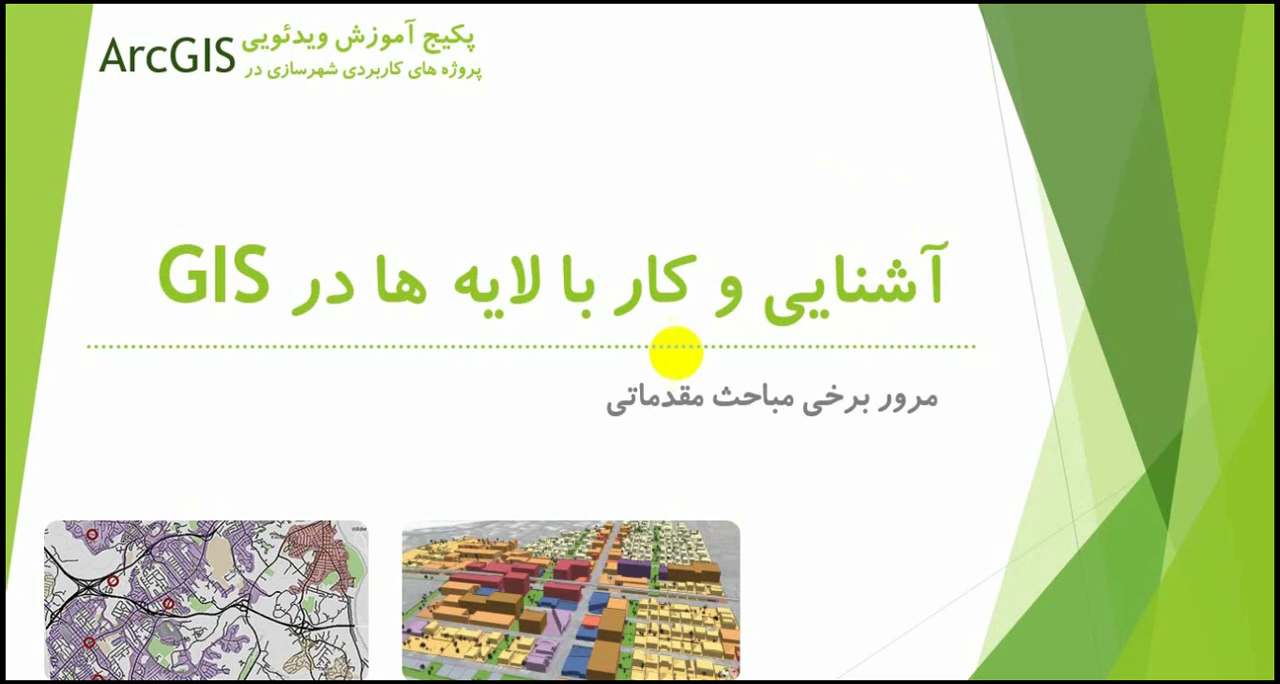 پکیج آموزش ویدئویی
پروژه های کاربردی شهرسازی در ArcGIS
آشنایی و کار با لایه ها در GIS
مرور برخی مباحث مقدماتی